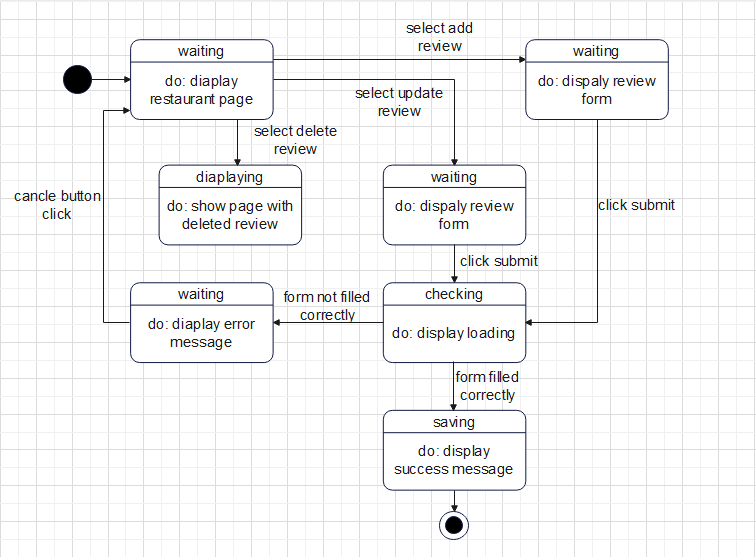 select add
review
waiting
do: diaplay
restaurant page
waiting
do: dispaly review
form
select update
review
select delete
review
diaplaying
do: show page with
deleted review
waiting
do: dispaly review
form
cancle button
click
click submit
click submit
waiting
do: diaplay error
message
form not filled
correctly
checking
do: display loading
form filled
correctly
saving
do: display
success message